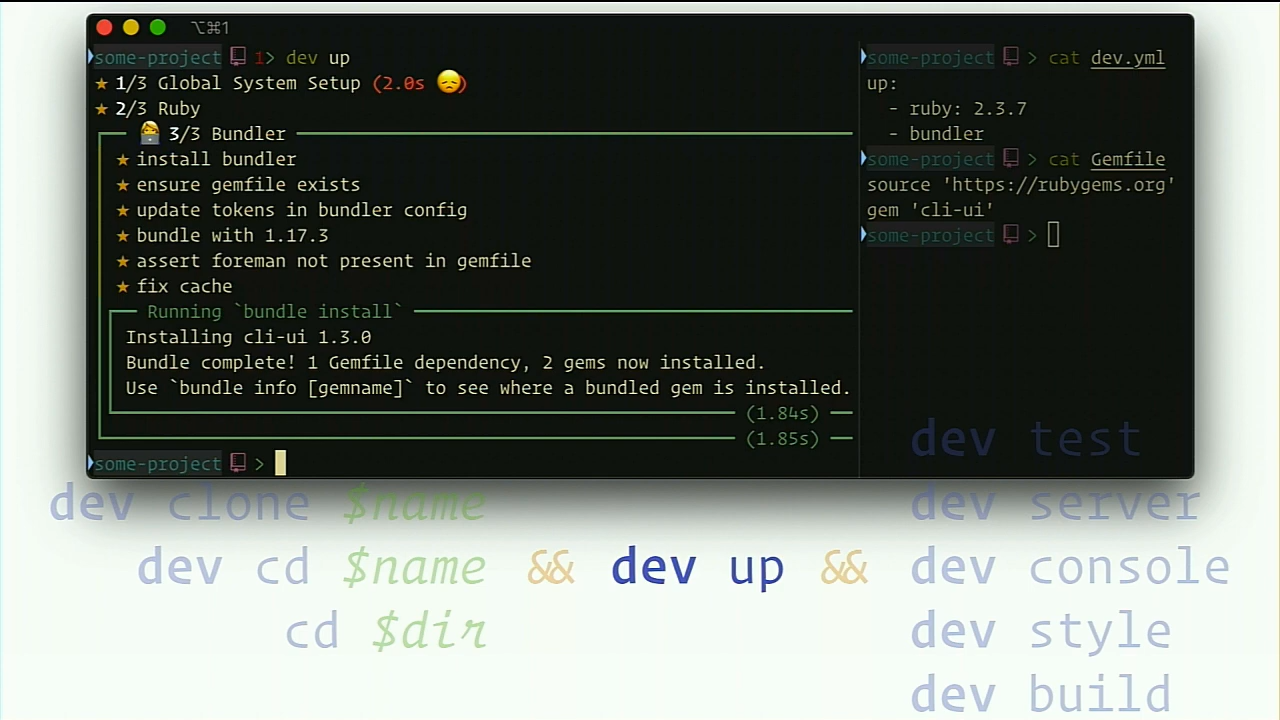 ⌥⌘1
some-project 1> dev up
★ 1/3 Global System Setup (2.0s 😞)
★ 2/3 Ruby
3/3 Bundler
★ install bundler
★ ensure gemfile exists
★ update tokens in bundler config
★ bundle with 1.17.3
★ assert foreman not present in gemfile
★ fix cache
Running `bundle install`
Installing cli-ui 1.3.0
Bundle complete! 1 Gemfile dependency, 2 gems now installed.
Use `bundle info [gemname]` to see where a bundled gem is installed.
(1.84s)
(1.85s)
some-project >
some-project > cat dev.yml
up:
- ruby: 2.3.7
- bundler
some-project > cat Gemfile
source 'https://rubygems.org'
gem 'cli-ui'
some-project >
dev test
dev clone $name dev server
dev cd $name && dev up && dev console
cd $dir dev style
dev build